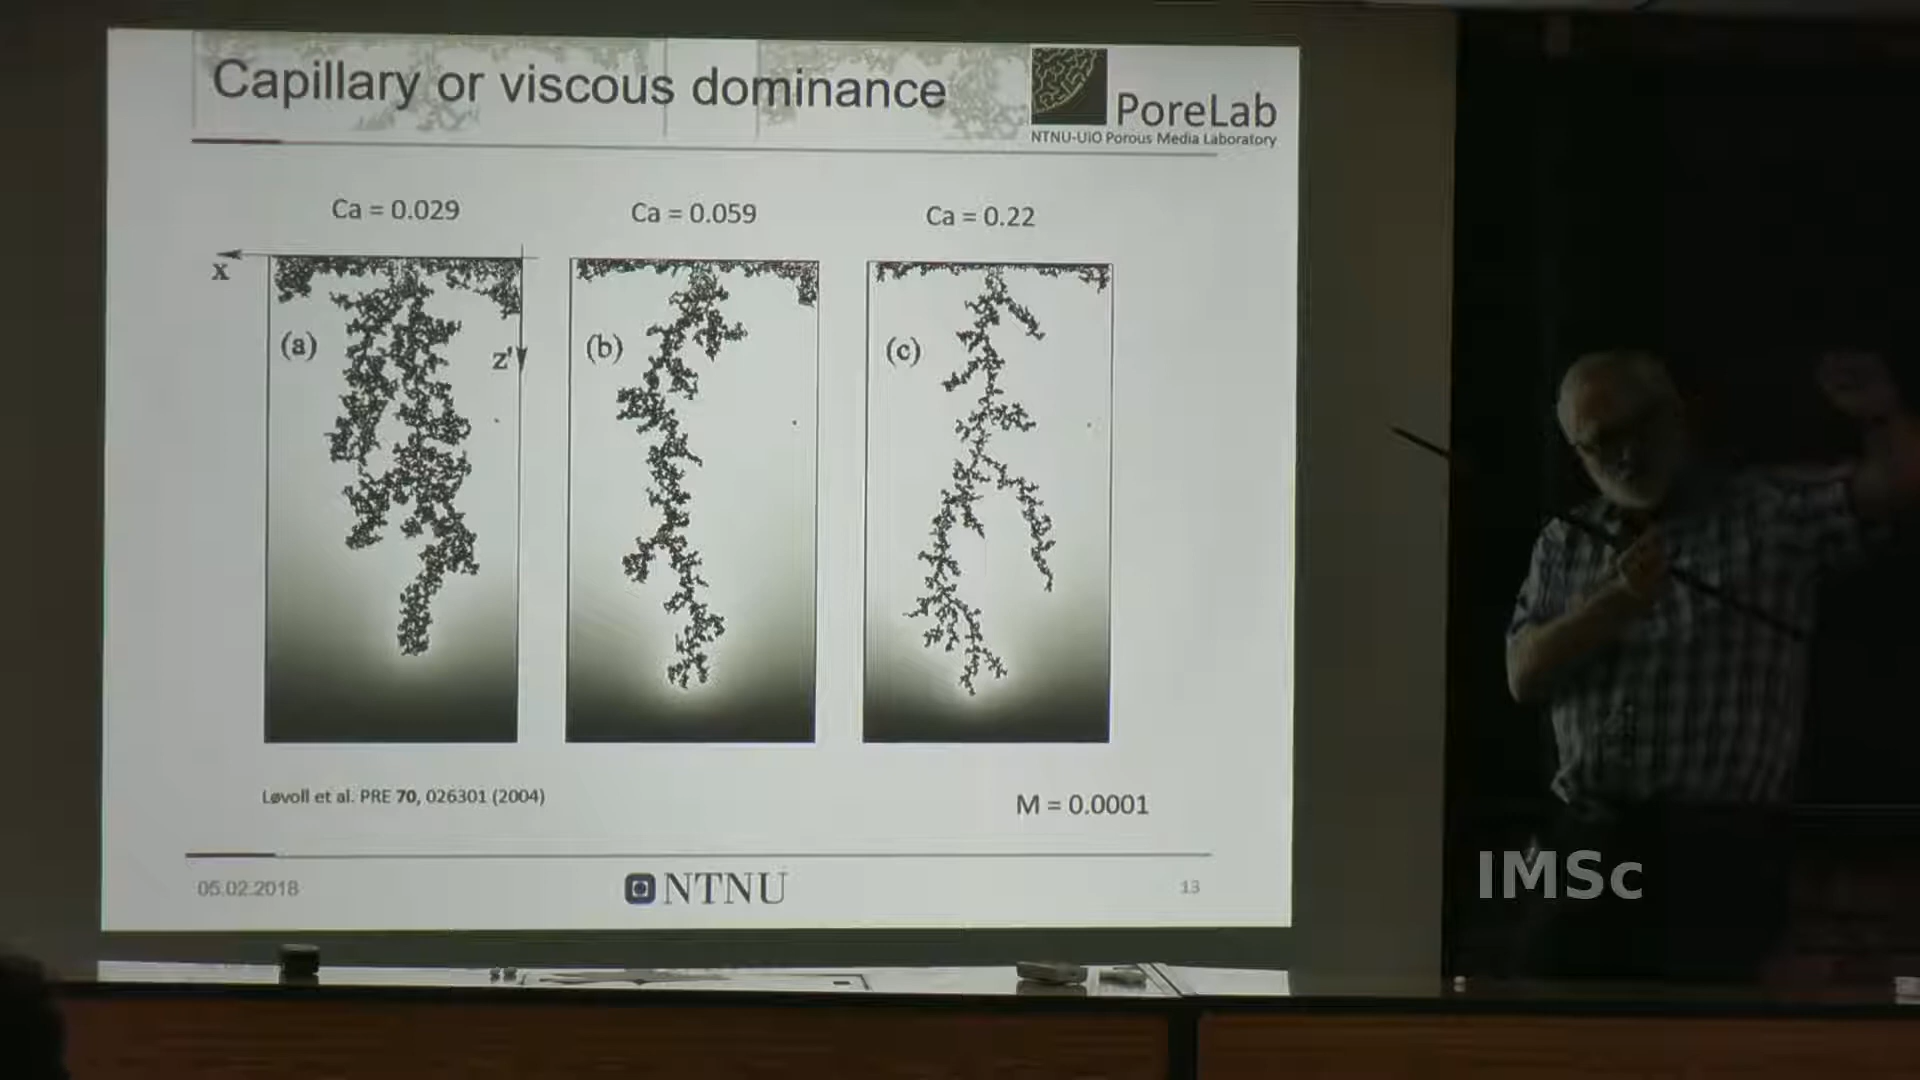 Capillary or viscous dominance
PoreLab
NTNU-UiO Porous Media Laboratory
Ca = 0.029
Ca = 0.059
Ca = 0.22
x
z'
(a)
(b)
(c)
Løvoll et al. PRE 70, 026301 (2004)
M = 0.0001
05.02.2018
NTNU
13
IMSc